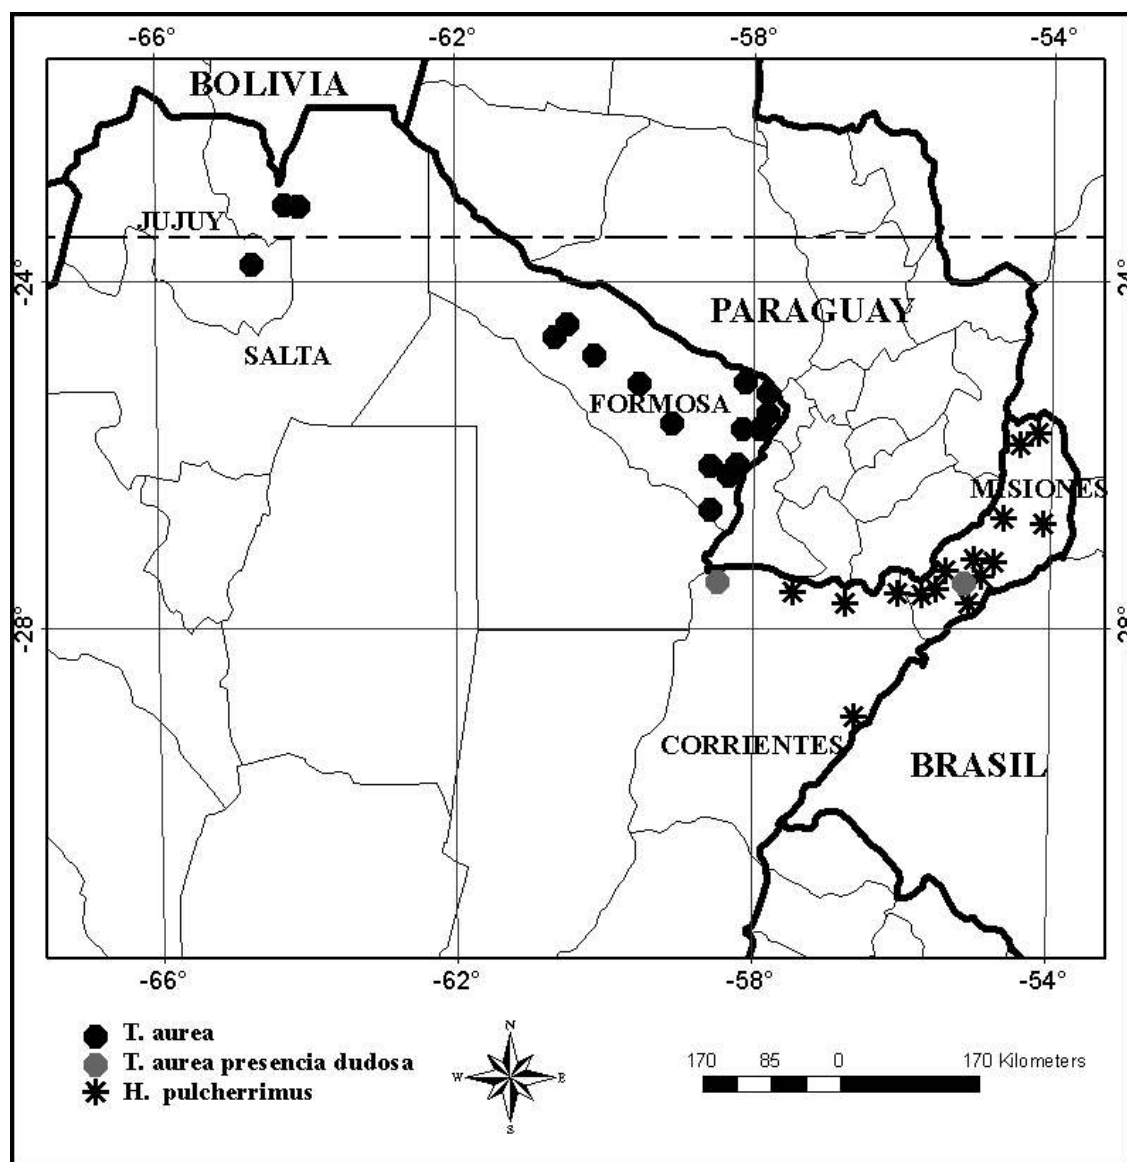 -66° -62° -58° -54°
BOLIVIA
JUJUY
-24° 24°
PARAGUAY
SALTA
FORMOSA
MISIONES
-28° 28°
CORRIENTES
BRASIL
-66° -62° -58° -54°
T. aurea
T. aurea presencia dudosa
H. pulcherrimus
N
W E
S
170 85 0 170 Kilometers